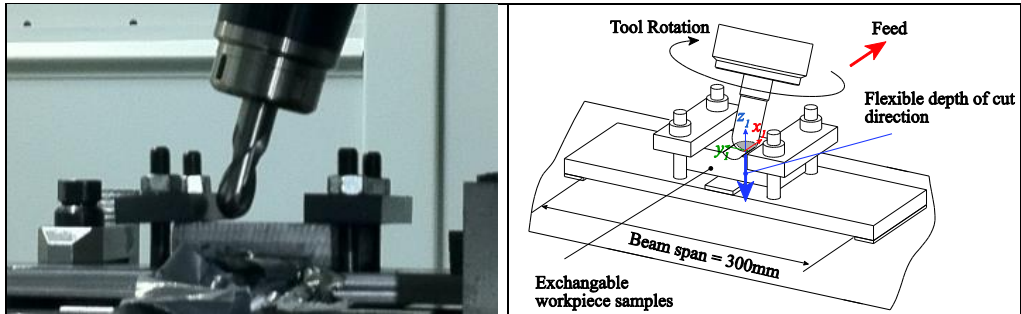 Tool Rotation
Feed
Flexible depth of cut
direction
z1
x1
y1
Beam span = 300mm
Exchangable
workpiece samples